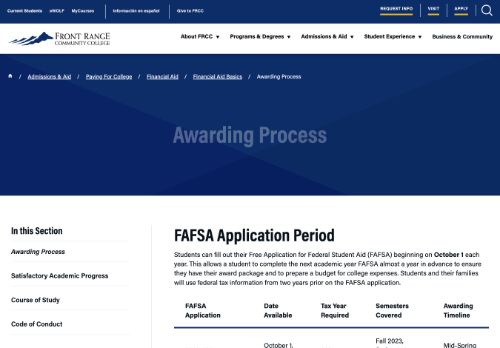 Current Students eWOLF MyCourses Información en español Give to FRCC REQUEST INFO VISIT APPLY
FRONT RANGE
COMMUNITY COLLEGE
About FRCC Programs & Degrees Admissions & Aid Student Experience Business & Community
/ Admissions & Aid / Paying For College / Financial Aid / Financial Aid Basics / Awarding Process
Awarding Process
In this Section
Awarding Process
Satisfactory Academic Progress
Course of Study
Code of Conduct
FAFSA Application Period
Students can fill out their Free Application for Federal Student Aid (FAFSA) beginning on October 1 each
year. This allows a student to complete the next academic year FAFSA almost a year in advance to ensure
they have their award package and to prepare a budget for college expenses. Students and their families
will use federal tax information from two years prior on the FAFSA application.
FAFSA Date Tax Year Semesters Awarding
Application Available Required Covered Timeline
October 1, Fall 2023, Mid-Spring